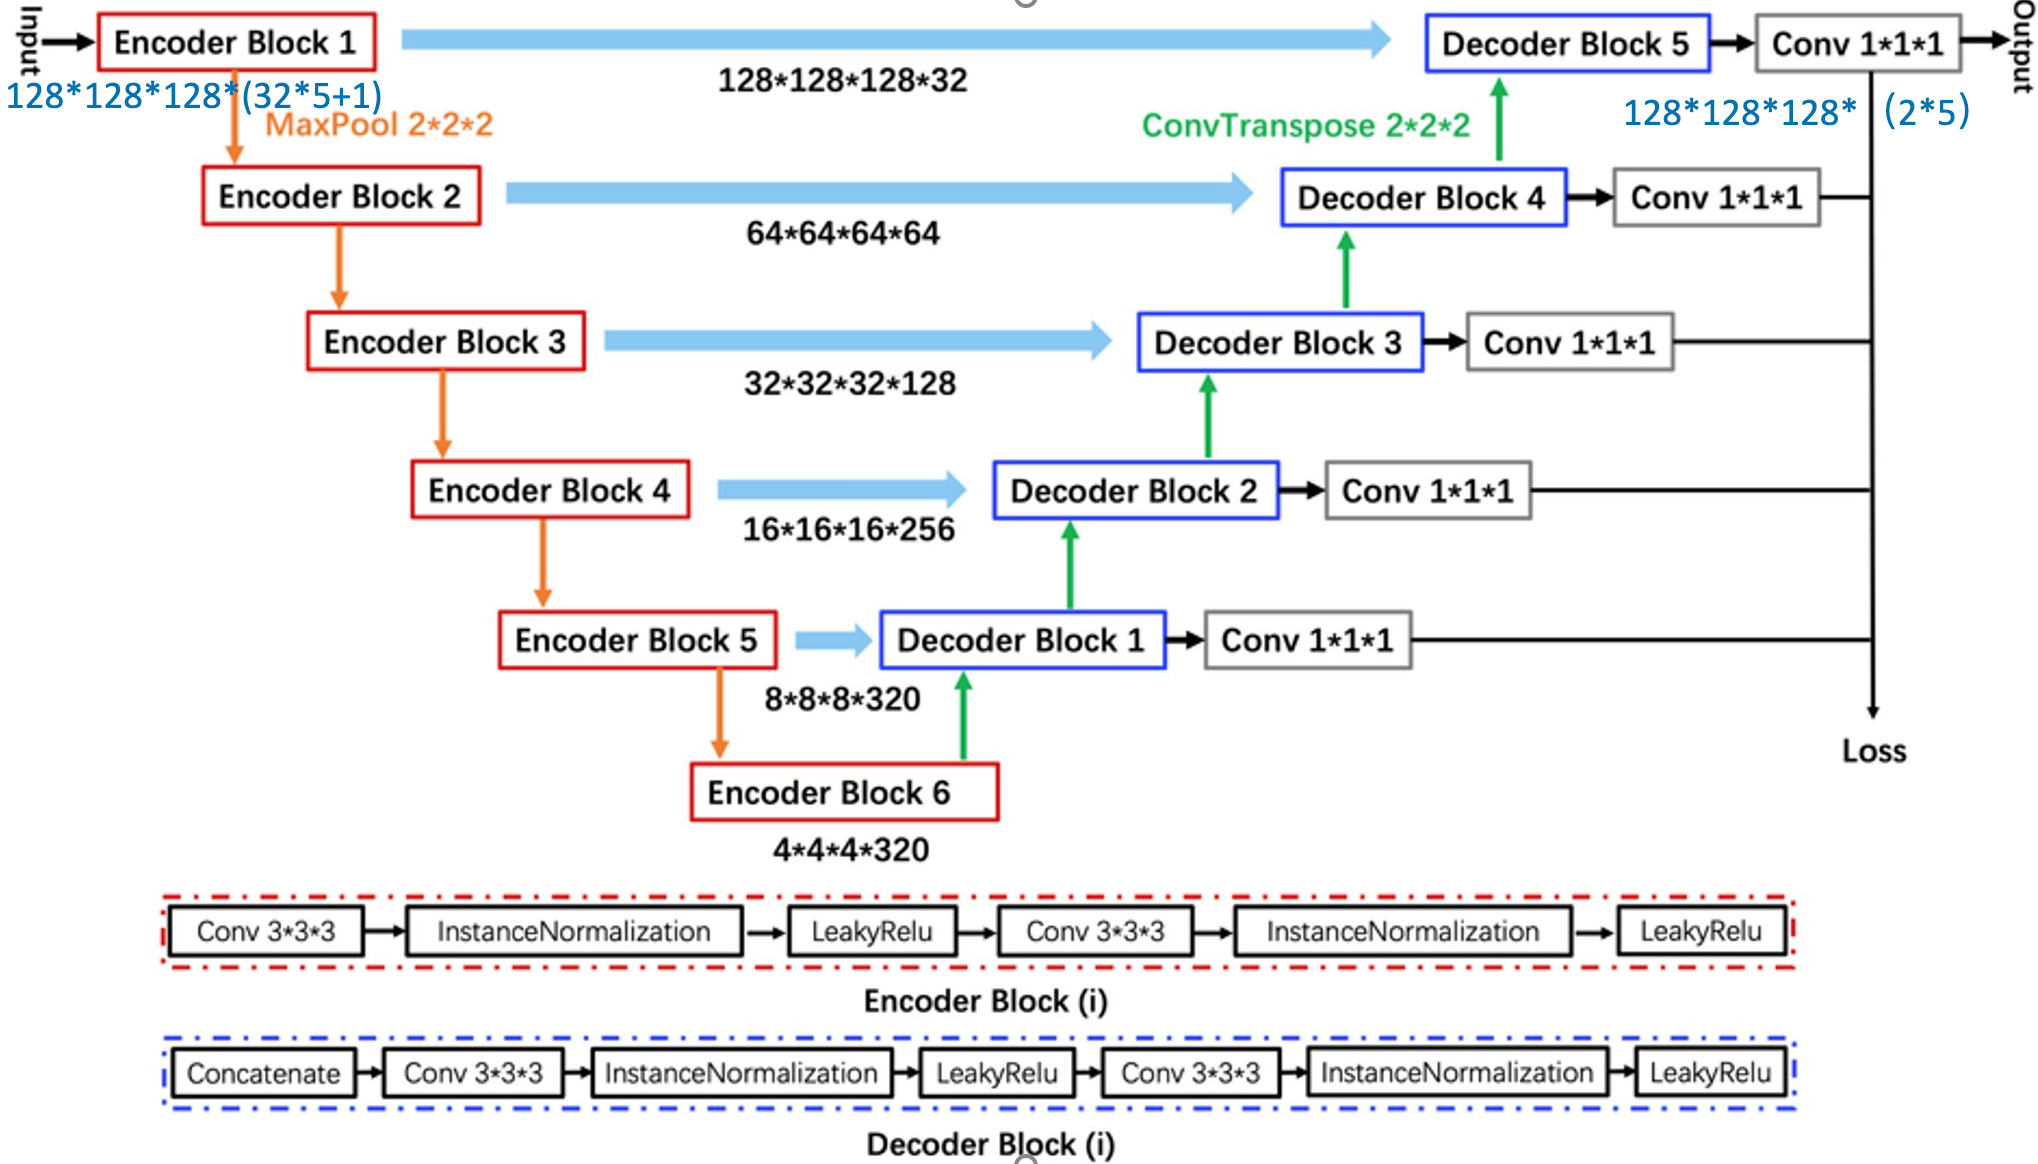 Input
Encoder Block 1
128*128*128*32
Decoder Block 5
Conv 1*1*1
Output
128*128*128*(32*5+1)
MaxPool 2*2*2
ConvTranspose 2*2*2
128*128*128* (2*5)
Encoder Block 2
64*64*64*64
Decoder Block 4
Conv 1*1*1
Encoder Block 3
32*32*32*128
Decoder Block 3
Conv 1*1*1
Encoder Block 4
16*16*16*256
Decoder Block 2
Conv 1*1*1
Encoder Block 5
8*8*8*320
Decoder Block 1
Conv 1*1*1
Loss
Encoder Block 6
4*4*4*320
Conv 3*3*3
InstanceNormalization
LeakyRelu
Conv 3*3*3
InstanceNormalization
LeakyRelu
Encoder Block (i)
Concatenate
Conv 3*3*3
InstanceNormalization
LeakyRelu
Conv 3*3*3
InstanceNormalization
LeakyRelu
Decoder Block (i)